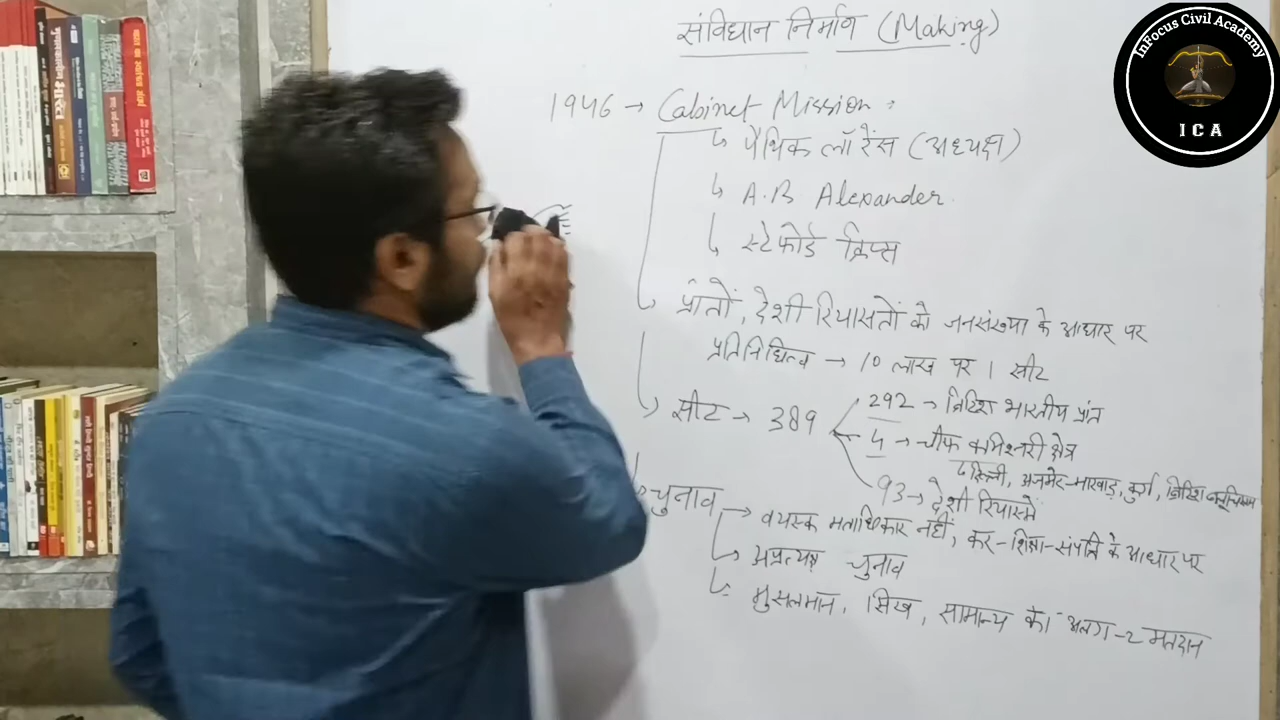 संविधान निर्माण (Making)
InFocus Civil Academy
ICA
1946 → Cabinet Mission :
↳ पैथिक लॉरेंस (अध्यक्ष)
↳ A.B Alexander
↳ स्टेफोर्ड क्रिप्स
प्रांतों, देशी रियासतों को जनसंख्या के आधार पर
प्रतिनिधित्व → 10 लाख पर 1 सीट
सीट → 389
292 → ब्रिटिश भारतीय प्रांत
4 → चीफ कमिश्नरी क्षेत्र
↳ दिल्ली, अजमेर-मारवाड़, कुर्ग, ब्रिटिश
93 → देशी रियासतें
चुनाव → वयस्क मताधिकार नहीं, कर-शिक्षा-संपत्ति के आधार पर
↳ अप्रत्यक्ष चुनाव
↳ मुसलमान, सिख, सामान्य को अलग-2 मतदान